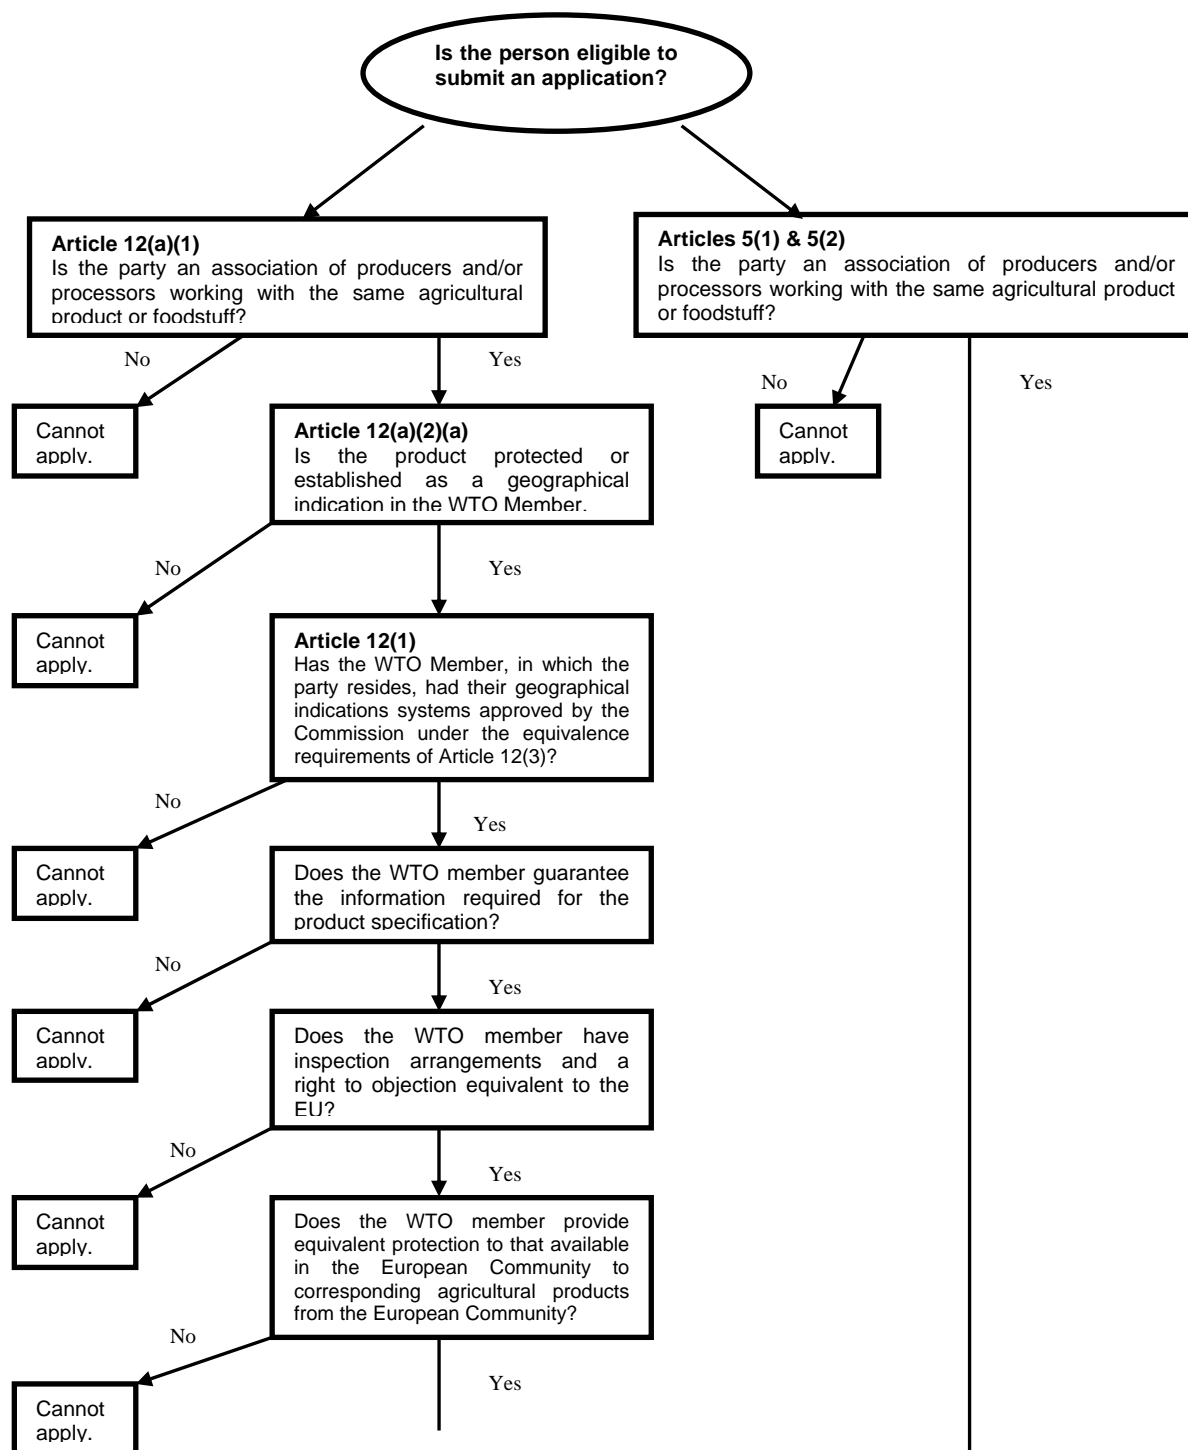 Is the person eligible to
submit an application?
Article 12(a)(1)
Is the party an association of producers and/or
processors working with the same agricultural
product or foodstuff?
Articles 5(1) & 5(2)
Is the party an association of producers and/or
processors working with the same agricultural product
or foodstuff?
No
Yes
No
Yes
Cannot
apply.
Article 12(a)(2)(a)
Is the product protected or
established as a geographical
indication in the WTO Member.
Cannot
apply.
No
Yes
Cannot
apply.
Article 12(1)
Has the WTO Member, in which the
party resides, had their geographical
indications systems approved by the
Commission under the equivalence
requirements of Article 12(3)?
No
Yes
Cannot
apply.
Does the WTO member guarantee
the information required for the
product specification?
No
Yes
Cannot
apply.
Does the WTO member have
inspection arrangements and a
right to objection equivalent to the
EU?
No
Yes
Cannot
apply.
Does the WTO member provide
equivalent protection to that available
in the European Community to
corresponding agricultural products
from the European Community?
No
Yes
Cannot
apply.